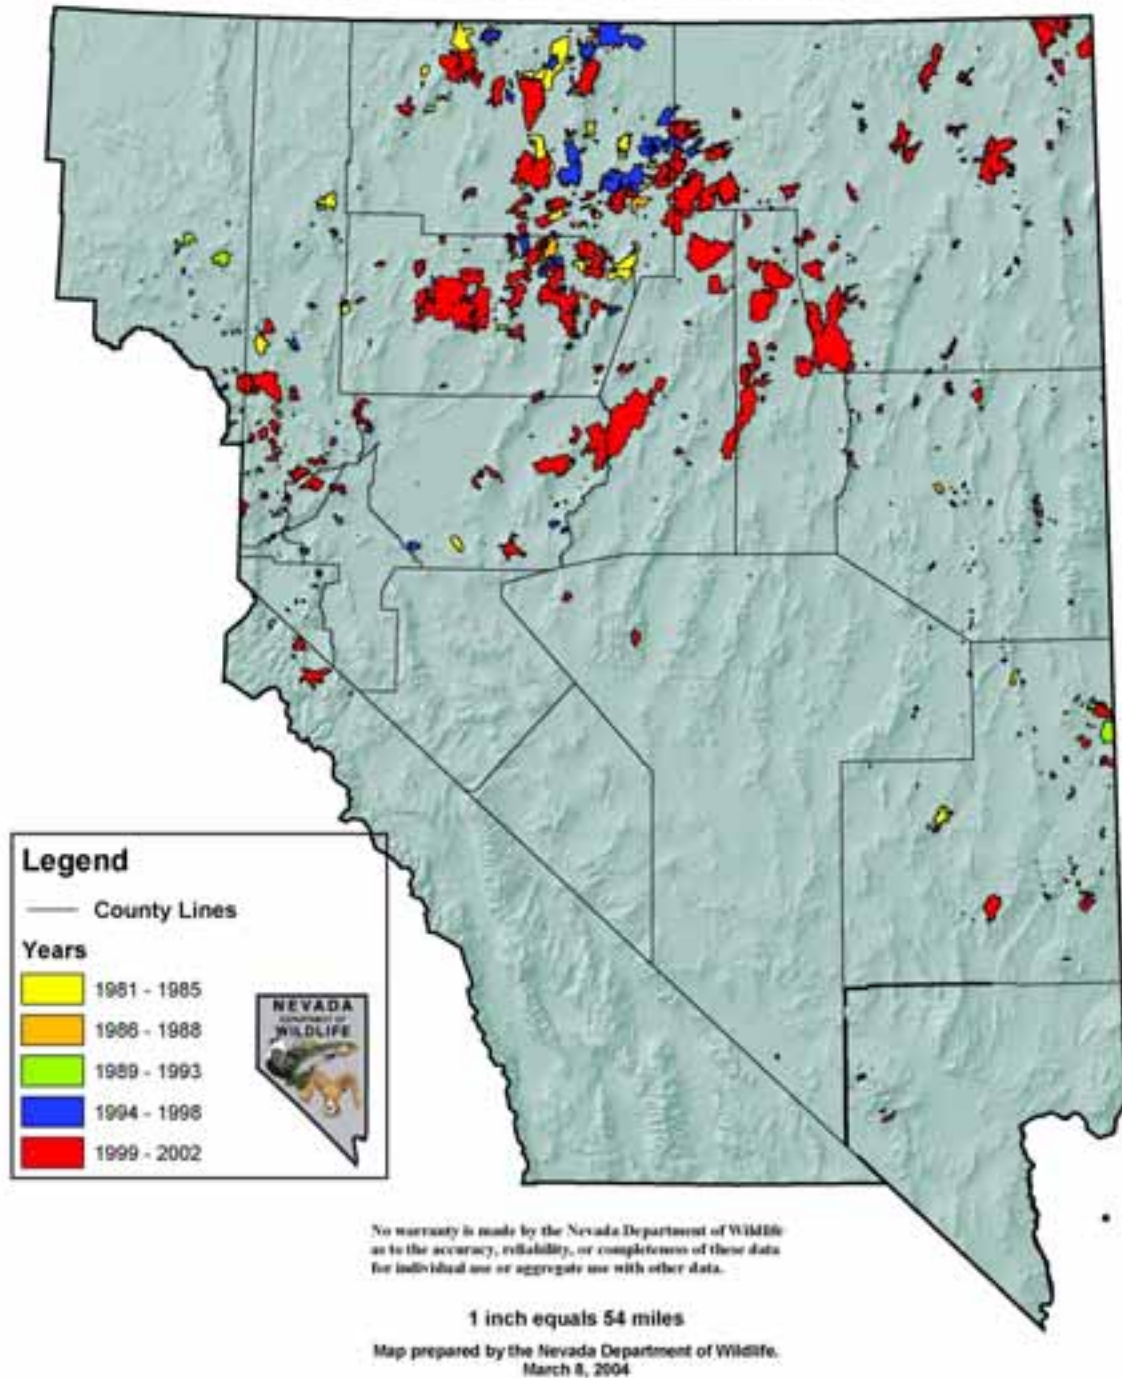 Legend
County Lines
Years
1981 - 1985
1986 - 1988
1989 - 1993
1994 - 1998
1999 - 2002
NEVADA
DEPARTMENT OF
WILDLIFE
No warranty is made by the Nevada Department of Wildlife
as to the accuracy, reliability, or completeness of these data
for individual use or aggregate use with other data.
1 inch equals 54 miles
Map prepared by the Nevada Department of Wildlife.
March 8, 2004